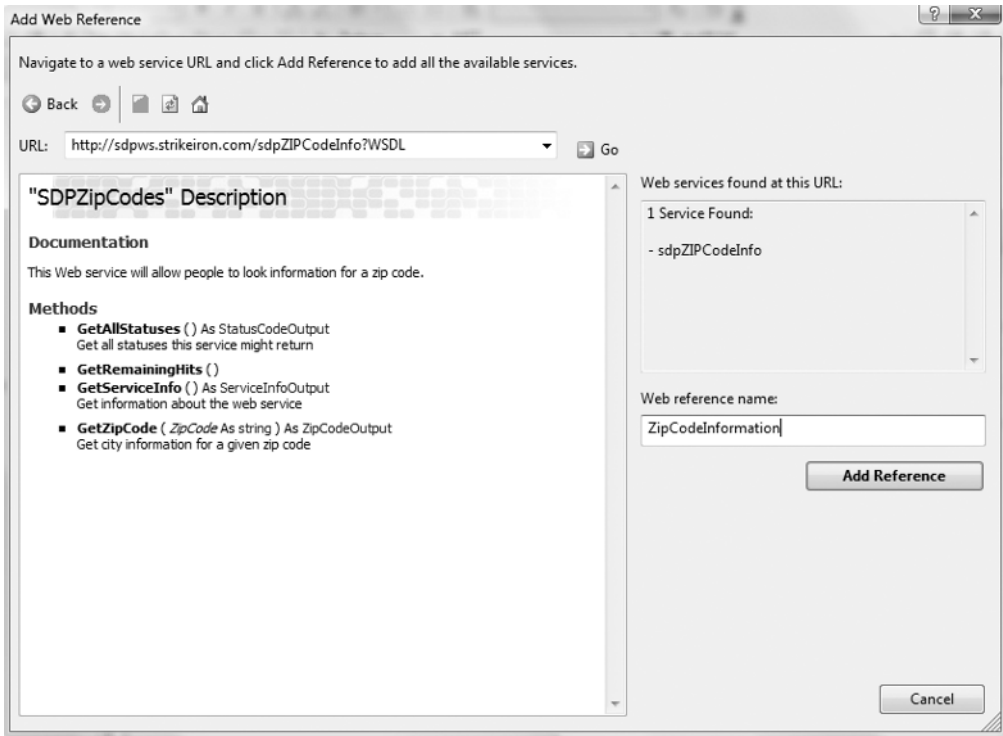 Add Web Reference
Navigate to a web service URL and click Add Reference to add all the available services.
Back
URL: http://sdpws.strikeiron.com/sdpZIPCodeInfo?WSDL Go
"SDPZipCodes" Description
Documentation
This Web service will allow people to look information for a zip code.
Methods
GetAllStatuses ( ) As StatusCodeOutput
Get all statuses this service might return
GetRemainingHits ( )
GetServiceInfo ( ) As ServiceInfoOutput
Get information about the web service
GetZipCode ( ZipCode As string ) As ZipCodeOutput
Get city information for a given zip code
Web services found at this URL:
1 Service Found:
- sdpZIPCodeInfo
Web reference name:
ZipCodeInformation
Add Reference
Cancel